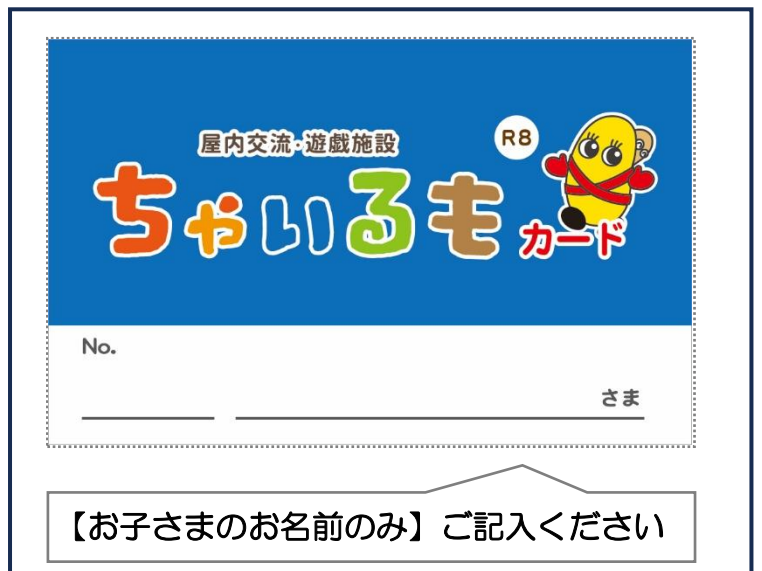 屋内交流・遊戯施設
R8
ちゃいるも カード
No.
さま
【お子さまのお名前のみ】ご記入ください